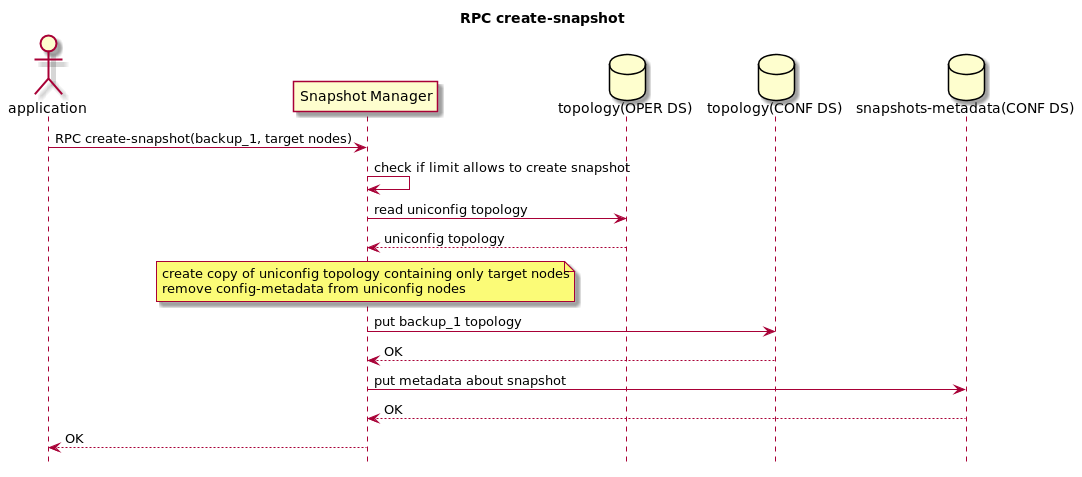 RPC create-snapshot
application
Snapshot Manager
topology(OPER DS)
topology(CONF DS)
snapshots-metadata(CONF DS)
RPC create-snapshot(backup_1, target nodes)
check if limit allows to create snapshot
read uniconfig topology
uniconfig topology
create copy of uniconfig topology containing only target nodes
remove config-metadata from uniconfig nodes
put backup_1 topology
OK
put metadata about snapshot
OK
OK